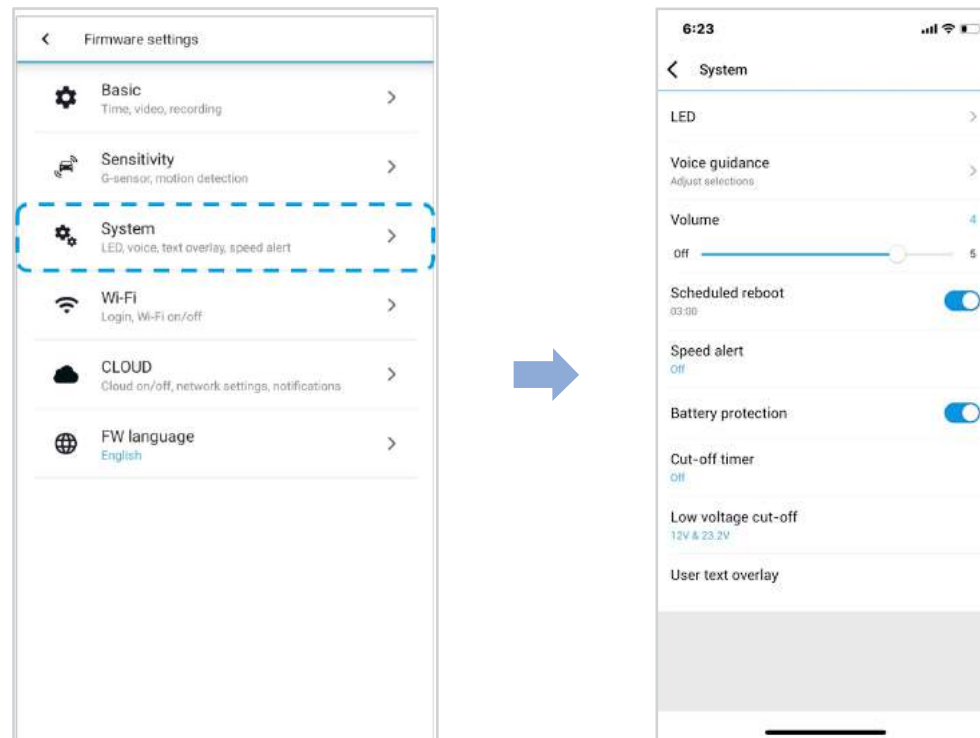 Firmware settings
Basic
Time, video, recording
Sensitivity
G-sensor, motion detection
System
LED, voice, text overlay, speed alert
Wi-Fi
Login, Wi-Fi on/off
CLOUD
Cloud on/off, network settings, notifications
FW language
English
6:23
System
LED
Voice guidance
Adjust selections
Volume 4
Off 5
Scheduled reboot
03:00
Speed alert
Off
Battery protection
Cut-off timer
Off
Low voltage cut-off
12V & 23.2V
User text overlay